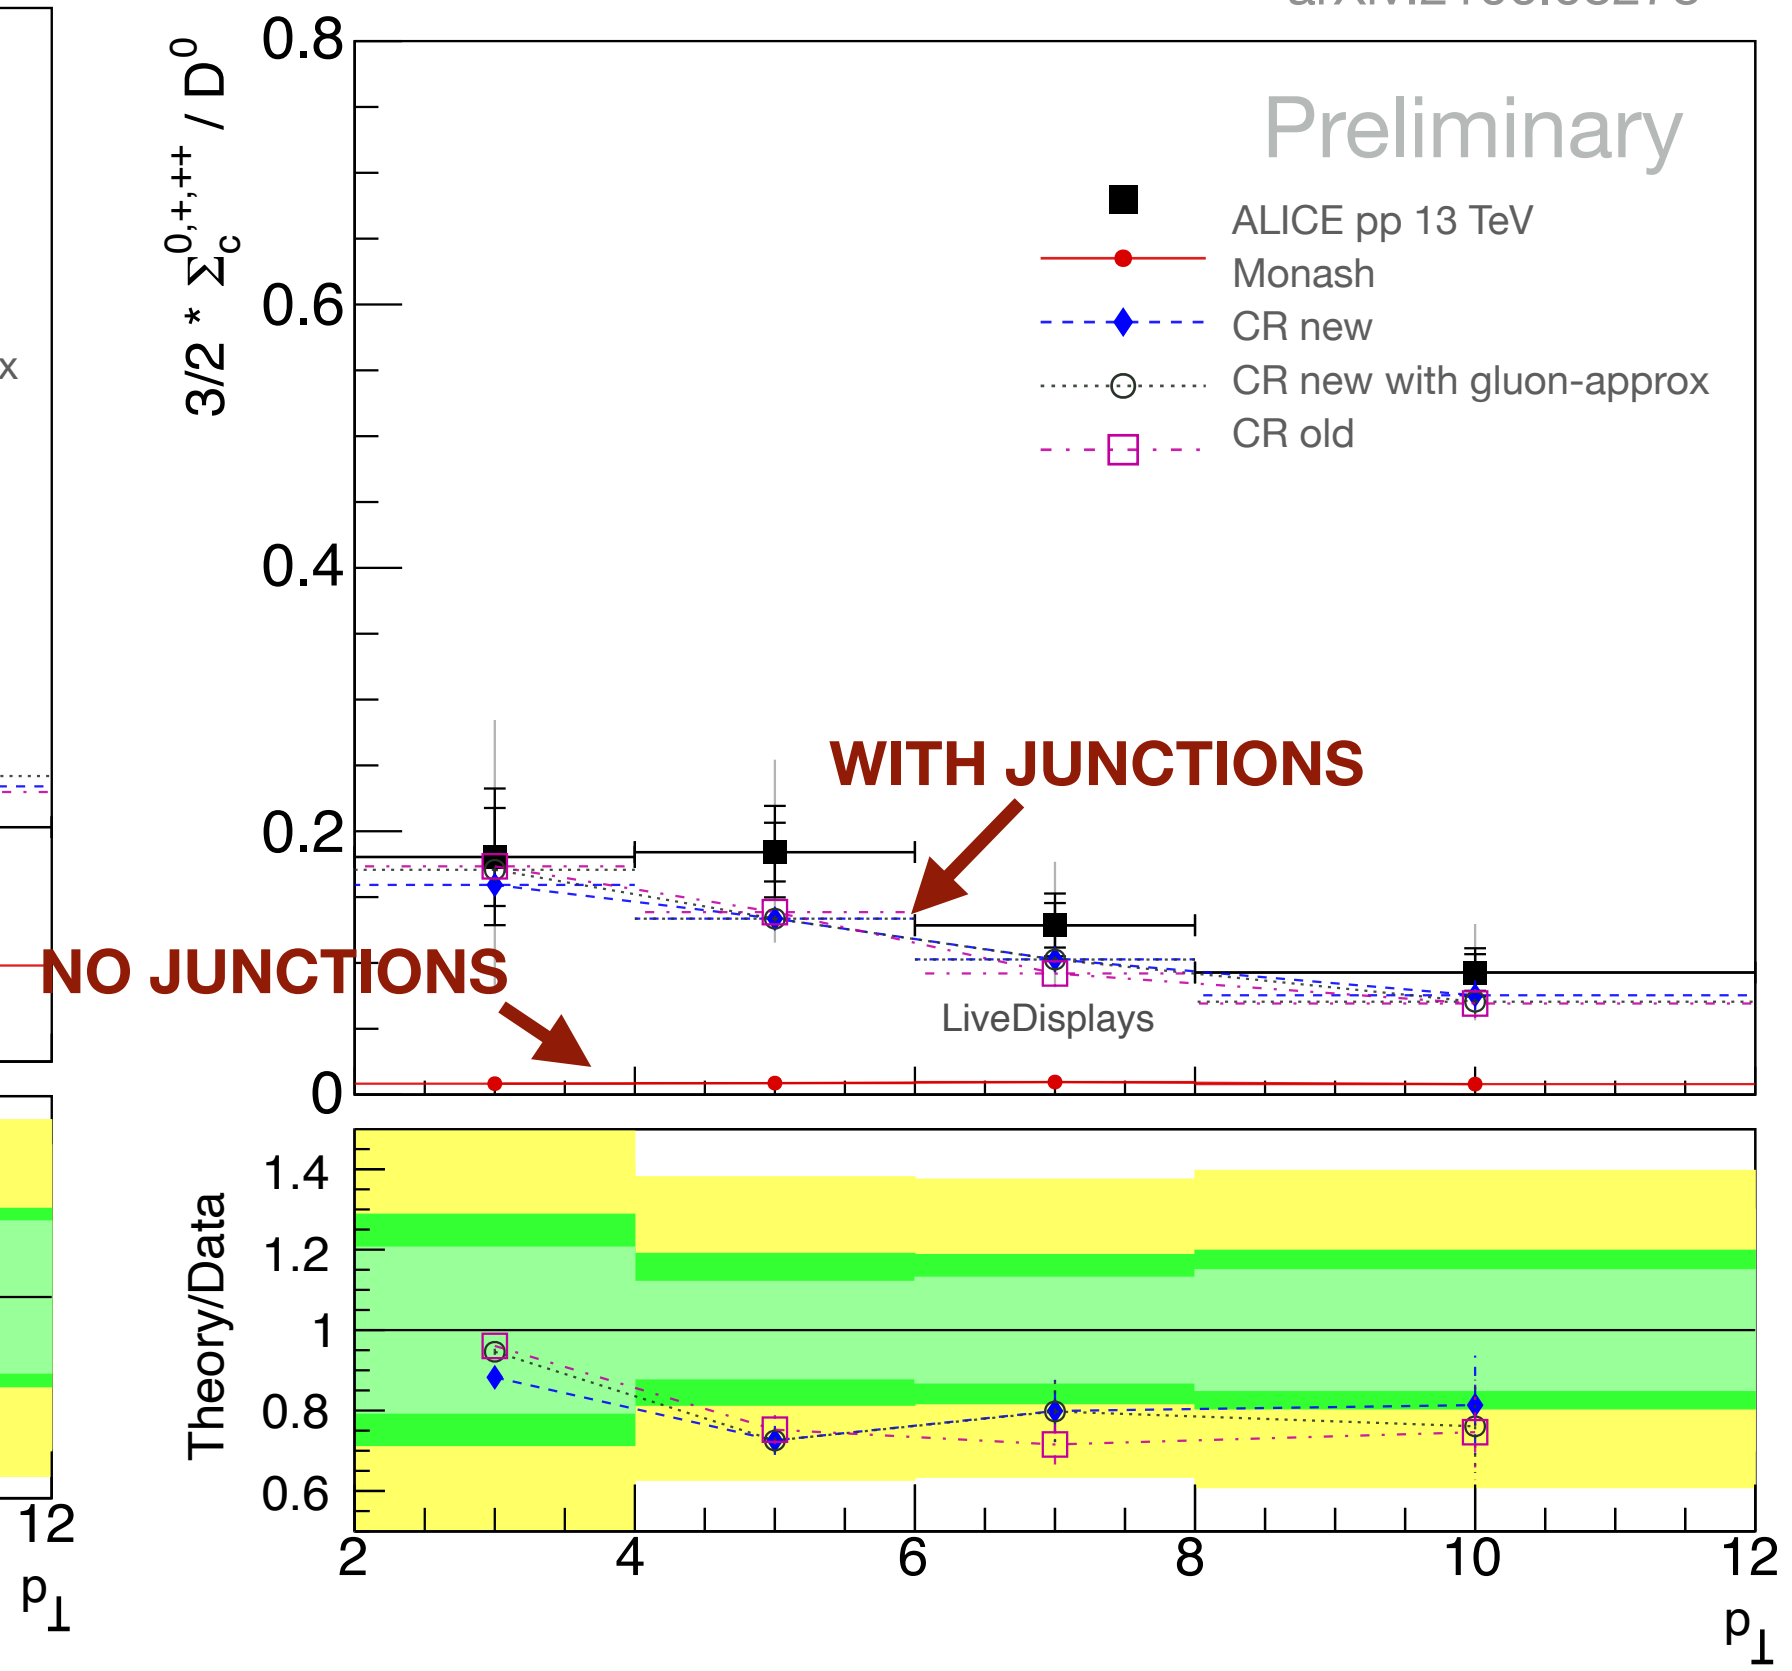 0.8
3/2 * Σc0,+,++ / D0
Preliminary
ALICE pp 13 TeV
Monash
0.6
CR new
x
CR new with gluon-approx
CR old
0.4
WITH JUNCTIONS
0.2
NO JUNCTIONS
LiveDisplays
0
1.4
1.2
Theory/Data
1
0.8
0.6
12
2 4 6 8 10 12
p⊥
p⊥